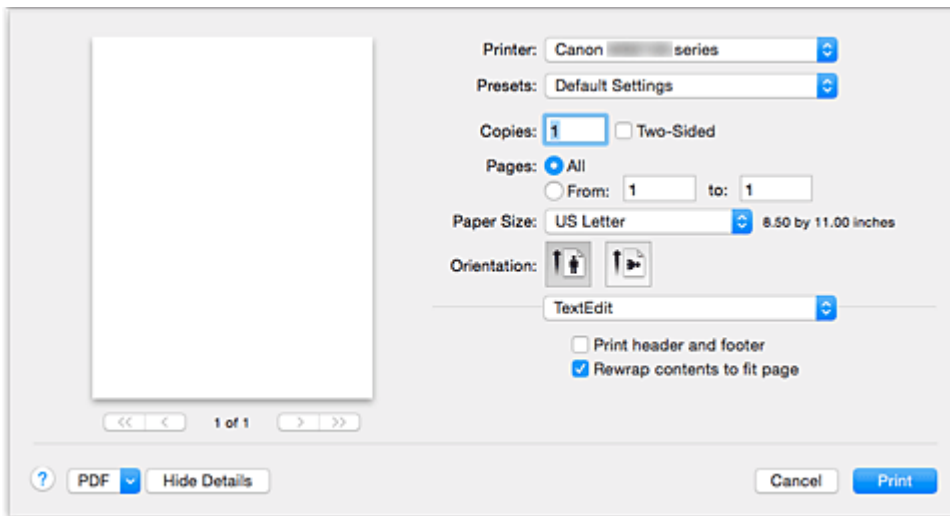 Printer: Canon series
Presets: Default Settings
Copies: 1 Two-Sided
Pages: All
From: 1 to: 1
Paper Size: US Letter 8.50 by 11.00 inches
Orientation:
TextEdit
Print header and footer
Rewrap contents to fit page
<< < 1 of 1 > >>
? PDF Hide Details Cancel Print